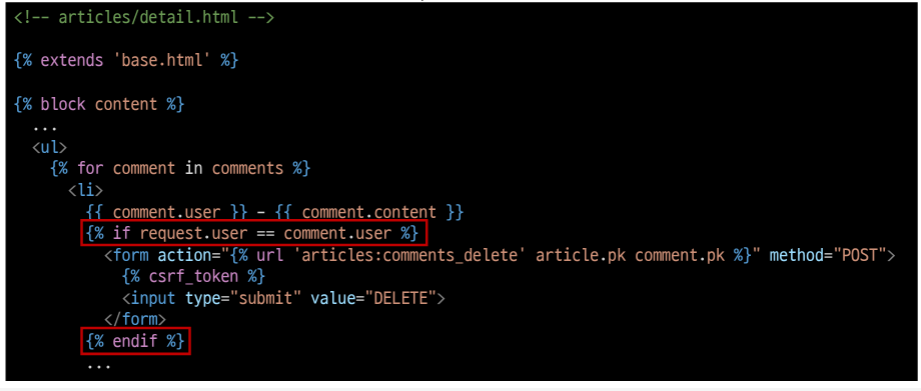 <!-- articles/detail.html -->
{% extends 'base.html' %}
{% block content %}
...
<ul>
{% for comment in comments %}
<li>
{{ comment.user }} - {{ comment.content }}
{% if request.user == comment.user %}
<form action="{% url 'articles:comments_delete' article.pk comment.pk %}" method="POST">
{% csrf_token %}
<input type="submit" value="DELETE">
</form>
{% endif %}
...